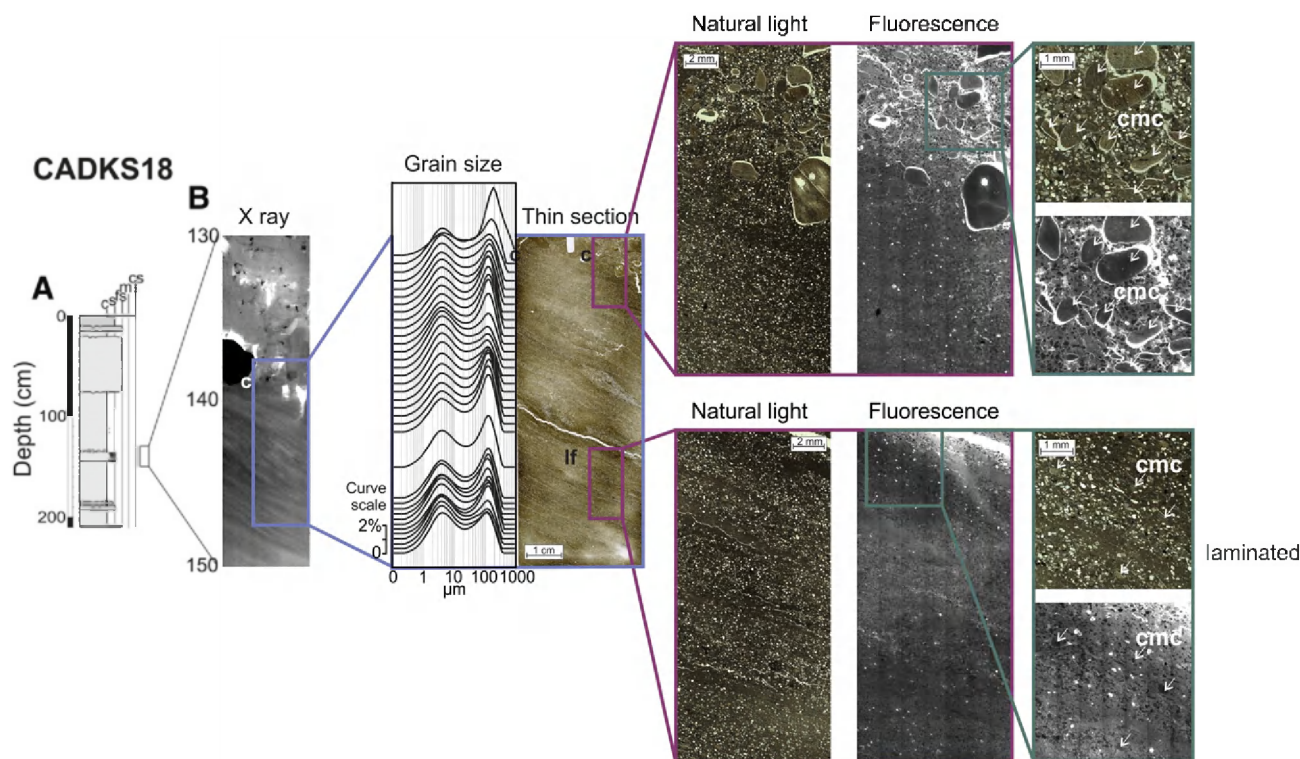 CADKS18
A
cs
fs
m
cs
0
100
200
Depth (cm)
B
X ray
130
140
150
c
Grain size
Curve
scale
2%
0
0 1 10 100 1000
µm
Thin section
c
lf
1 cm
Natural light
2 mm
Fluorescence
1 mm
cmc
cmc
Natural light
2 mm
Fluorescence
1 mm
cmc
cmc
laminated